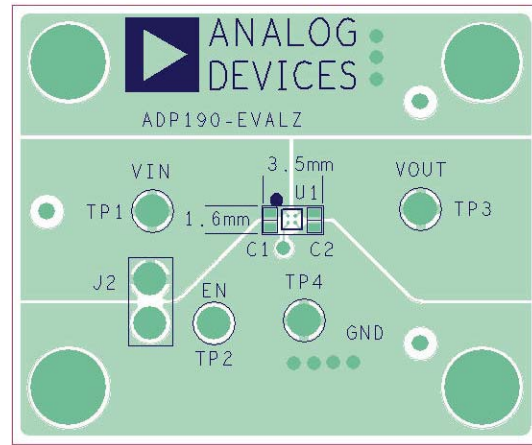 ANALOG
DEVICES
ADP190-EVALZ
VIN
3.5mm
VOUT
TP1
1.6mm
U1
TP3
C1
C2
J2
EN
TP4
GND
TP2